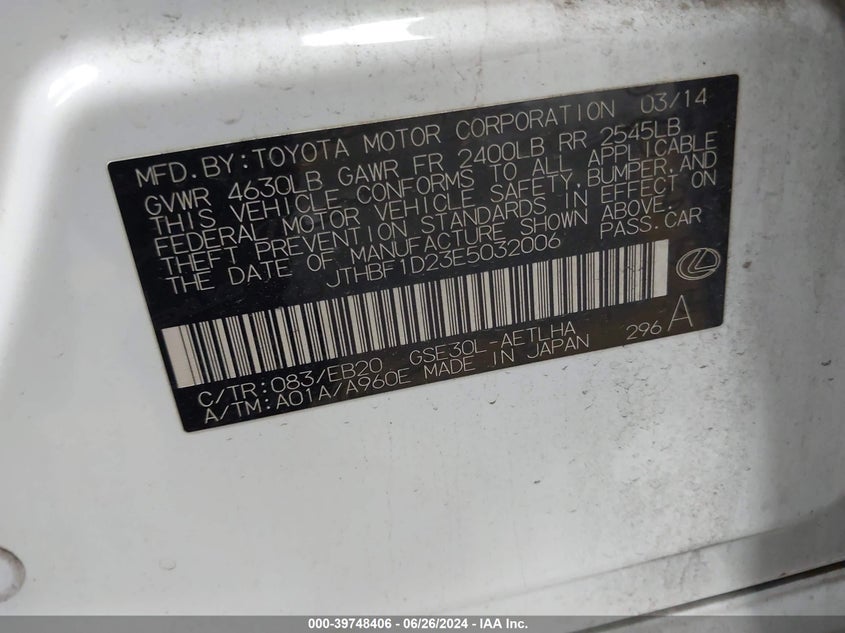 MFD. BY: TOYOTA MOTOR CORPORATION 03/14
GVWR 4630LB GAWR FR 2400LB RR 2545LB
THIS VEHICLE CONFORMS TO ALL APPLICABLE
FEDERAL MOTOR VEHICLE SAFETY, BUMPER, AND
THEFT PREVENTION STANDARDS IN EFFECT ON
THE DATE OF MANUFACTURE SHOWN ABOVE.
JTHBF1D23E5032006 PASS. CAR
C/TR: 083/EB20 GSE30L-AETLHA 296 A
A/TM: A01A/A960E MADE IN JAPAN
000-39748406 - 06/26/2024 - IAA Inc.